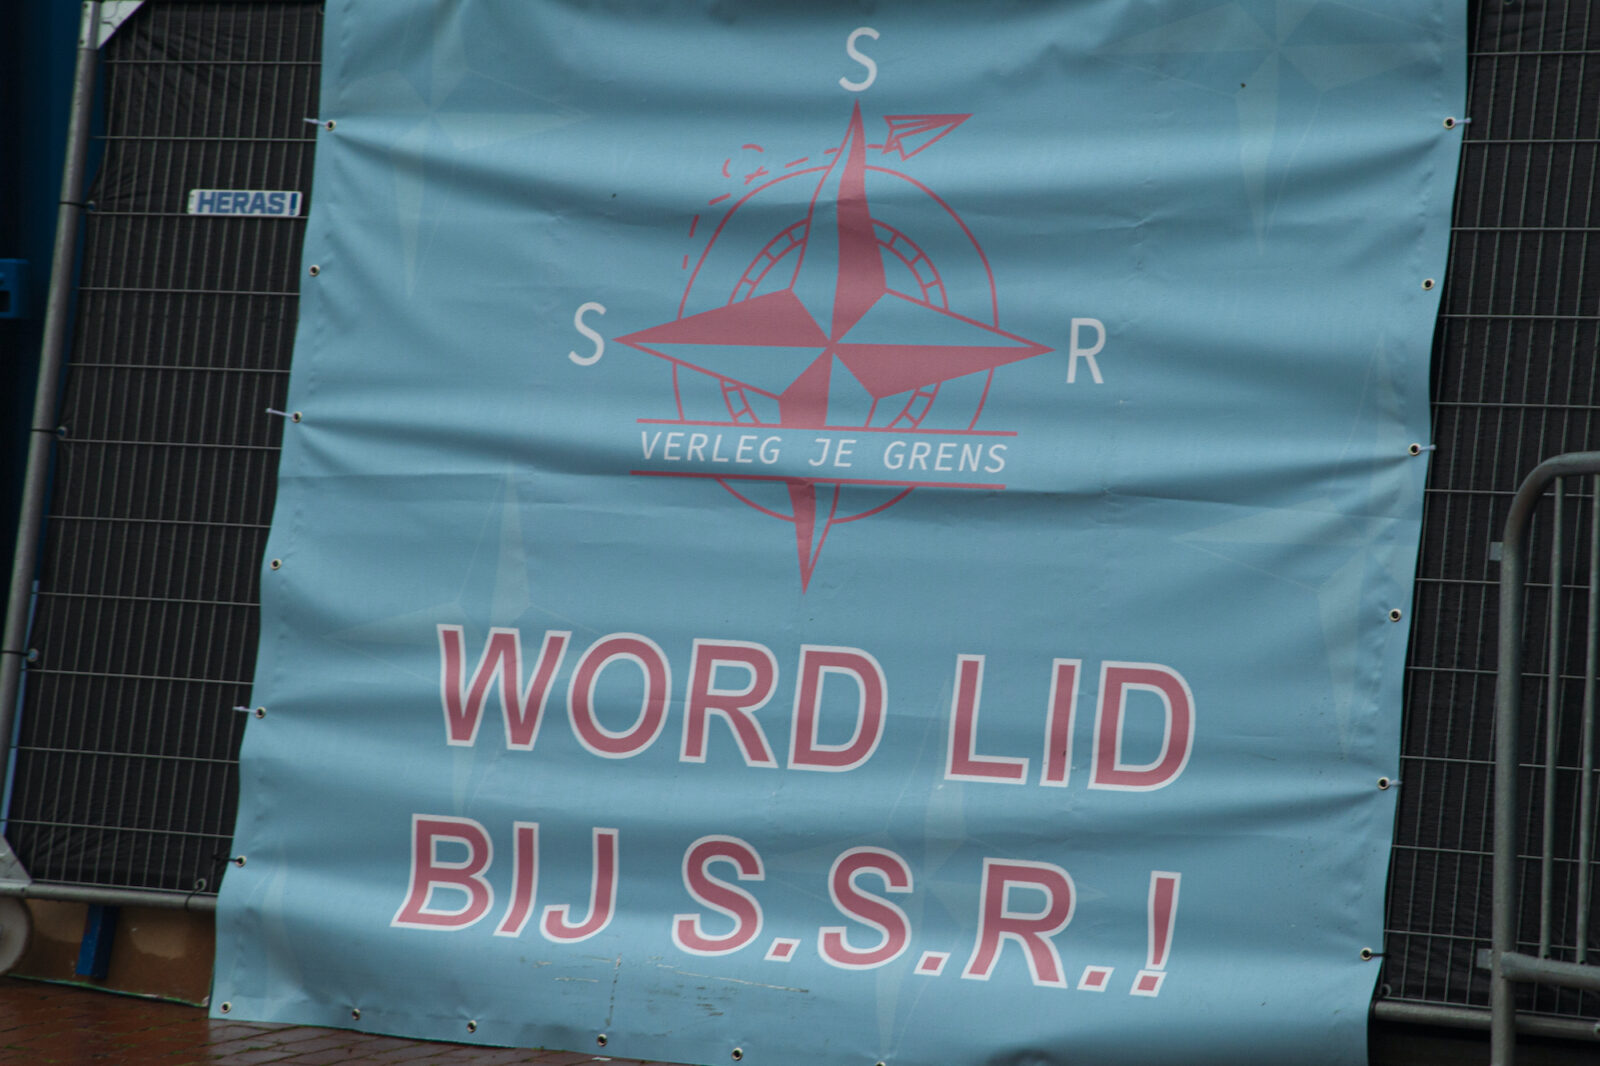 S
HERAS!
S
R
VERLEG JE GRENS
WORD LID
BIJ S.S.R.!